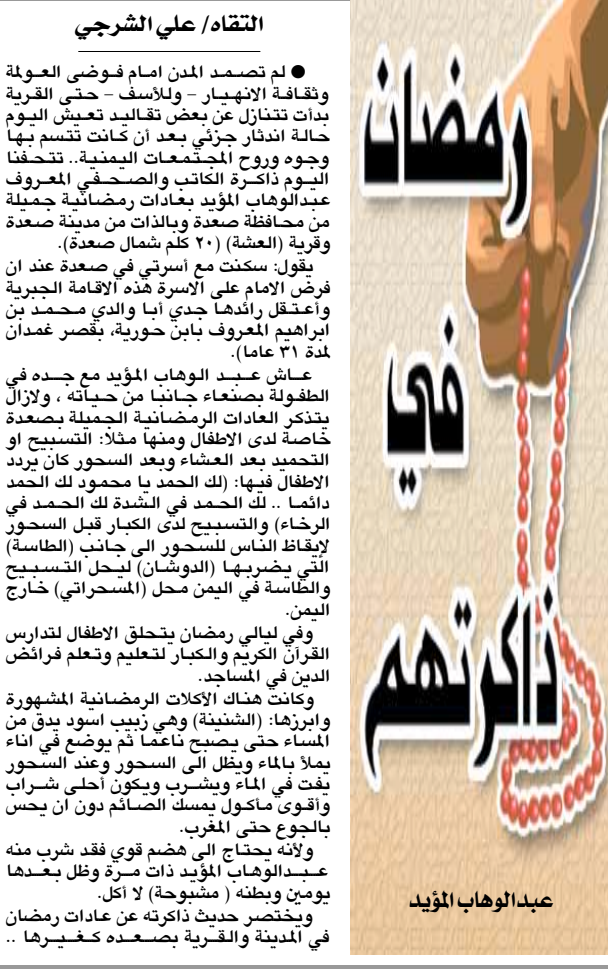 رمضان
في
ذاكرتهم
عبدالوهاب المؤيد
التقاه/ علي الشرجي
● لم تصمد المدن امام فوضى العولمة
وثقافة الانهيار - وللأسف - حتى القرية
بدأت تتنازل عن بعض تقاليد تعيش اليوم
حالة اندثار جزئي بعد أن كانت تتسم بها
وجوه وروح المجتمعات اليمنية.. تتحفنا
اليوم ذاكرة الكاتب والصحفي المعروف
عبدالوهاب المؤيد بعادات رمضانية جميلة
من محافظة صعدة وبالذات من مدينة صعدة
وقرية (العشة) (٢٠ كلم شمال صعدة).
يقول: سكنت مع أسرتي في صعدة عند ان
فرض الامام على الاسرة هذه الاقامة الجبرية
وأعتقل رائدها جدي أبا والدي محمد بن
ابراهيم المعروف بابن حورية، بقصر غمدان
لمدة ٣١ عاما).
عاش عبد الوهاب المؤيد مع جده في
الطفولة بصنعاء جانبا من حياته ، ولازال
يتذكر العادات الرمضانية الجميلة بصعدة
خاصة لدى الاطفال ومنها مثلا: التسبيح او
التحميد بعد العشاء وبعد السحور كان يردد
الاطفال فيها: (لك الحمد يا محمود لك الحمد
دائما .. لك الحمد في الشدة لك الحمد في
الرخاء) والتسبيح لدى الكبار قبل السحور
لإيقاظ الناس للسحور الى جانب (الطاسة)
التي يضربها (الدوشان) ليحل التسبيح
والطاسة في اليمن محل (المسحراتي) خارج
اليمن.
وفي ليالي رمضان يتحلق الاطفال لتدارس
القرآن الكريم والكبار لتعليم وتعلم فرائض
الدين في المساجد.
وكانت هناك الأكلات الرمضانية المشهورة
وابرزها: (الشنينة) وهي زبيب اسود يدق من
المساء حتى يصبح ناعما ثم يوضع في اناء
يملأ بالماء ويظل الى السحور وعند السحور
يفت في الماء ويشرب ويكون أحلى شراب
وأقوى مأكول يمسك الصائم دون ان يحس
بالجوع حتى المغرب.
ولأنه يحتاج الى هضم قوي فقد شرب منه
عبدالوهاب المؤيد ذات مرة وظل بعدها
يومين وبطنه ( مشبوحة) لا أكل.
ويختصر حديث ذاكرته عن عادات رمضان
في المدينة والقرية بصعده كغيرها ..